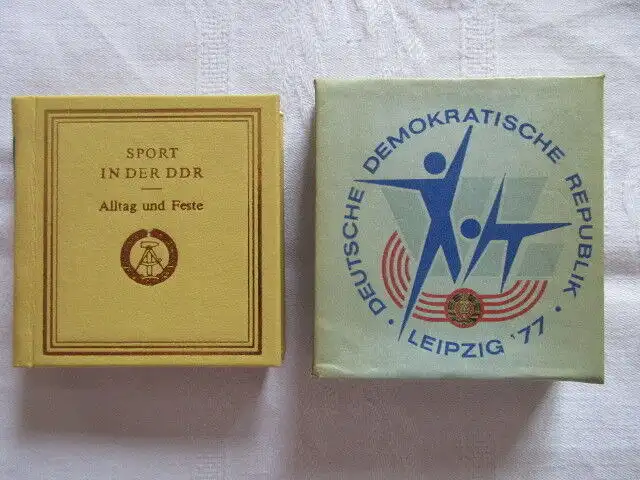 SPORT
IN DER DDR
Alltag und Feste
· DEUTSCHE DEMOKRATISCHE REPUBLIK ·
LEIPZIG '77